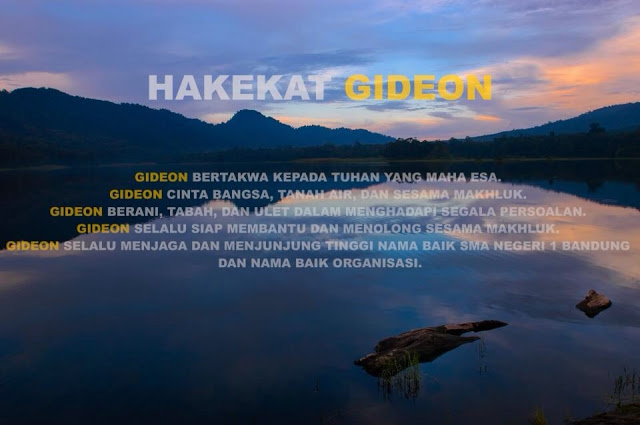 HAKEKAT GIDEON
GIDEON BERTAKWA KEPADA TUHAN YANG MAHA ESA.
GIDEON CINTA BANGSA, TANAH AIR, DAN SESAMA MAKHLUK.
GIDEON BERANI, TABAH, DAN ULET DALAM MENGHADAPI SEGALA PERSOALAN.
GIDEON SELALU SIAP MEMBANTU DAN MENOLONG SESAMA MAKHLUK.
GIDEON SELALU MENJAGA DAN MENJUNJUNG TINGGI NAMA BAIK SMA NEGERI 1 BANDUNG
DAN NAMA BAIK ORGANISASI.